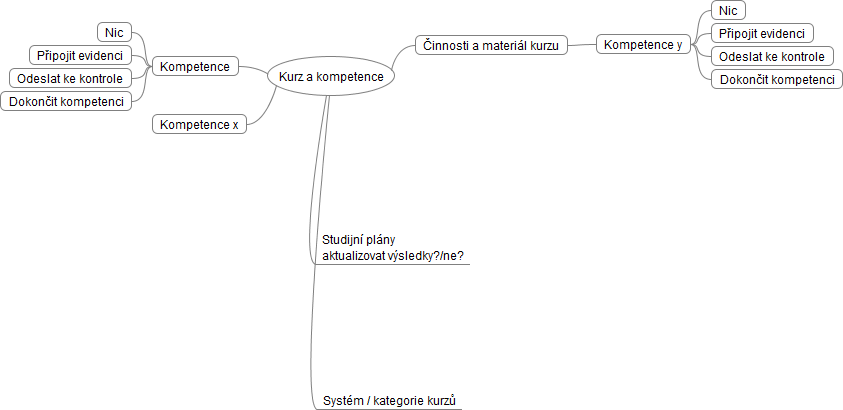 Kurz a kompetence
Kompetence
Nic
Připojit evidenci
Odeslat ke kontrole
Dokončit kompetenci
Kompetence x
Činnosti a materiál kurzu
Kompetence y
Nic
Připojit evidenci
Odeslat ke kontrole
Dokončit kompetenci
Studijní plány
aktualizovat výsledky?/ne?
Systém / kategorie kurzů